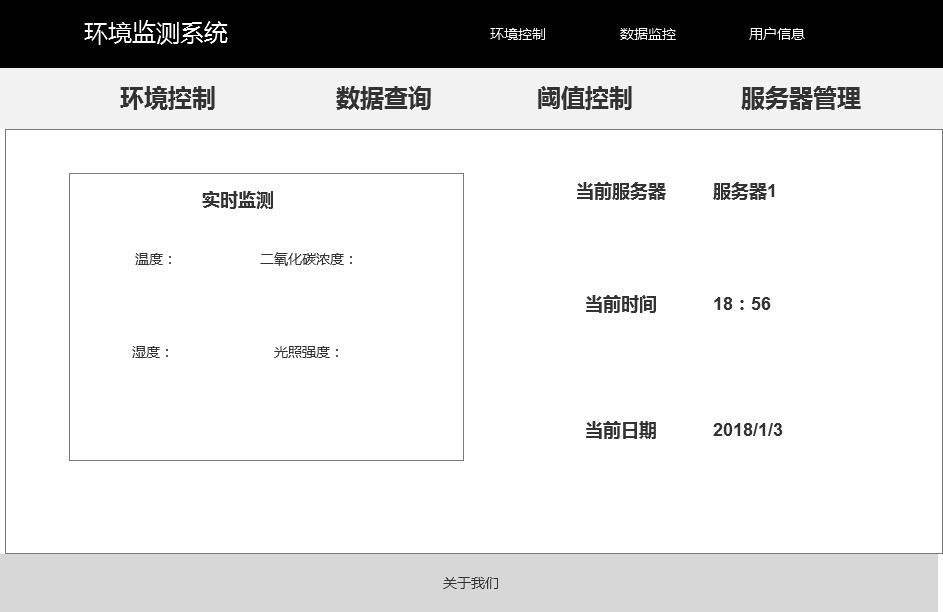 环境监测系统 环境控制 数据监控 用户信息
环境控制 数据查询 阈值控制 服务器管理
实时监测
温度： 二氧化碳浓度：
湿度： 光照强度：
当前服务器 服务器1
当前时间 18：56
当前日期 2018/1/3
关于我们